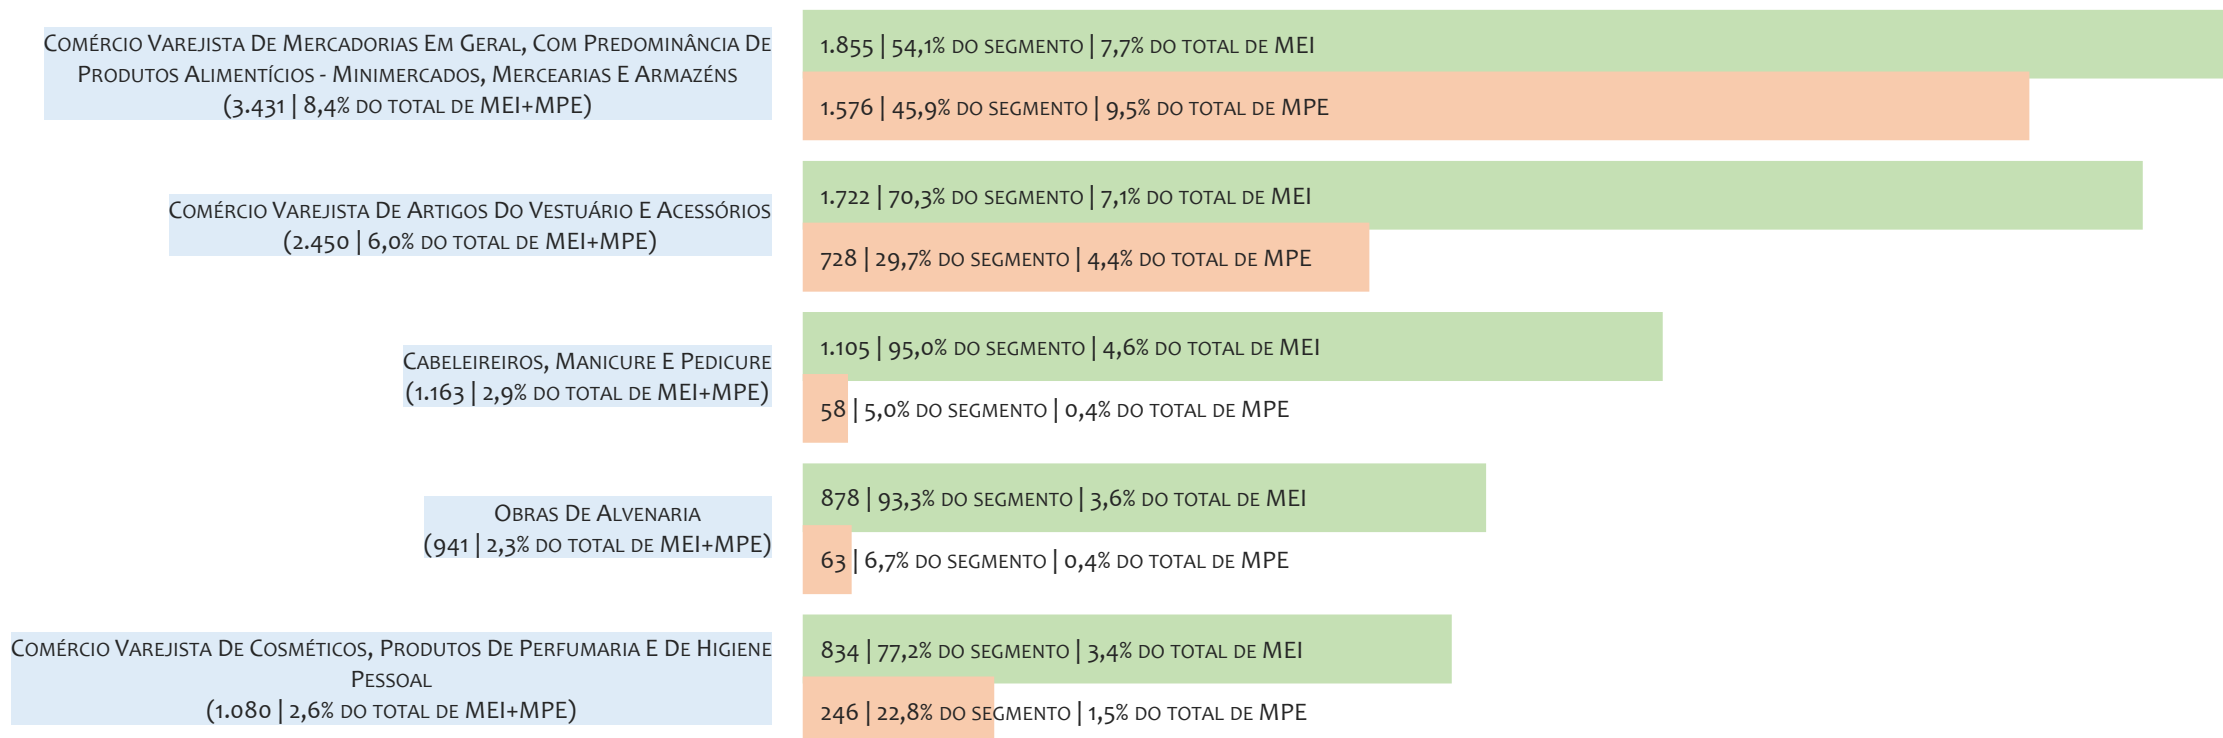 Comércio Varejista De Mercadorias Em Geral, Com Predominância De
Produtos Alimentícios - Minimercados, Mercearias E Armazéns
(3.431 | 8,4% do total de MEI+MPE)
1.855 | 54,1% do segmento | 7,7% do total de MEI
1.576 | 45,9% do segmento | 9,5% do total de MPE
Comércio Varejista De Artigos Do Vestuário E Acessórios
(2.450 | 6,0% do total de MEI+MPE)
1.722 | 70,3% do segmento | 7,1% do total de MEI
728 | 29,7% do segmento | 4,4% do total de MPE
Cabeleireiros, Manicure E Pedicure
(1.163 | 2,9% do total de MEI+MPE)
1.105 | 95,0% do segmento | 4,6% do total de MEI
58 | 5,0% do segmento | 0,4% do total de MPE
Obras De Alvenaria
(941 | 2,3% do total de MEI+MPE)
878 | 93,3% do segmento | 3,6% do total de MEI
63 | 6,7% do segmento | 0,4% do total de MPE
Comércio Varejista De Cosméticos, Produtos De Perfumaria E De Higiene
Pessoal
(1.080 | 2,6% do total de MEI+MPE)
834 | 77,2% do segmento | 3,4% do total de MEI
246 | 22,8% do segmento | 1,5% do total de MPE